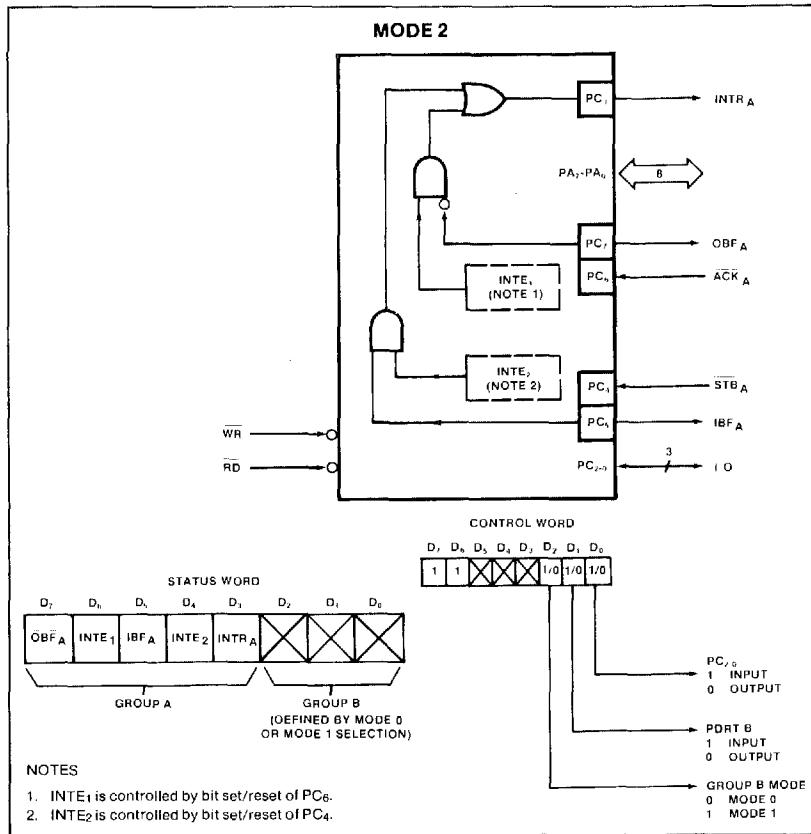 MODE 2
PC₃ INTR A
PA₇-PA₀ 8
PC₇ OBF A
INTE₁
(NOTE 1)
PC₆ ACK A
INTE₂
(NOTE 2)
PC₄ STB A
PC₅ IBF A
WR
RD
PC₂₋₀ 3 I O
CONTROL WORD
D₇ D₆ D₅ D₄ D₃ D₂ D₁ D₀
1 1 1/0 1/0 1/0
STATUS WORD
D₇ D₆ D₅ D₄ D₃ D₂ D₁ D₀
OBF A INTE₁ IBF A INTE₂ INTR A
GROUP A
GROUP B
(DEFINED BY MODE 0
OR MODE 1 SELECTION)
PC₂₋₀
1 INPUT
0 OUTPUT
PORT B
1 INPUT
0 OUTPUT
GROUP B MODE
0 MODE 0
1 MODE 1
NOTES
1. INTE₁ is controlled by bit set/reset of PC₆.
2. INTE₂ is controlled by bit set/reset of PC₄.